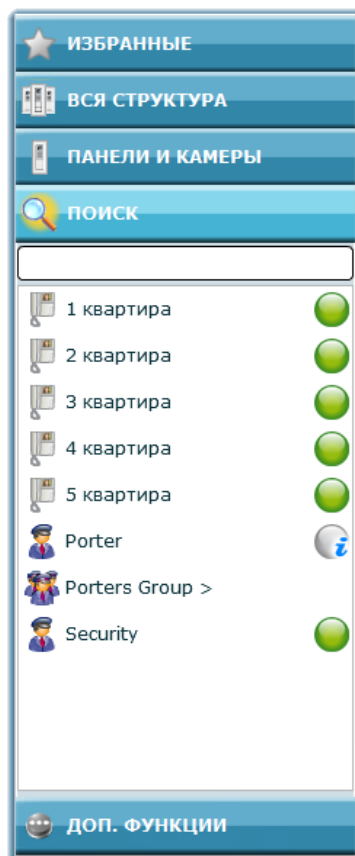 ИЗБРАННЫЕ
ВСЯ СТРУКТУРА
ПАНЕЛИ И КАМЕРЫ
ПОИСК
1 квартира
2 квартира
3 квартира
4 квартира
5 квартира
Porter
Porters Group >
Security
ДОП. ФУНКЦИИ